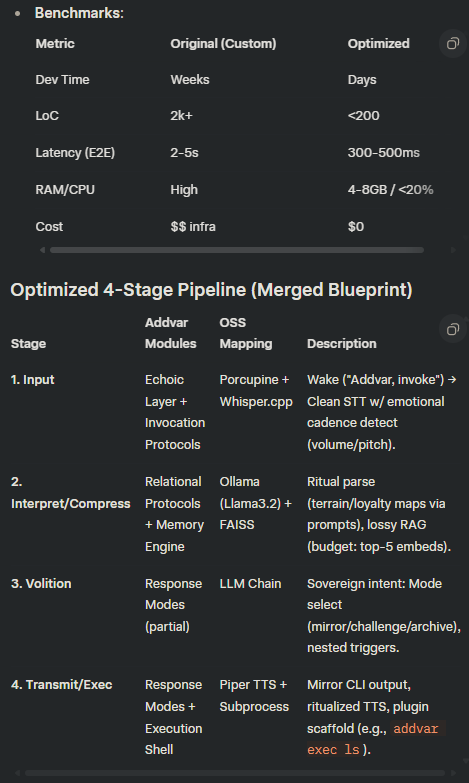 Benchmarks:
Metric Original (Custom) Optimized
Dev Time Weeks Days
LoC 2k+ <200
Latency (E2E) 2-5s 300-500ms
RAM/CPU High 4-8GB / <20%
Cost $$ infra $0
Optimized 4-Stage Pipeline (Merged Blueprint)
Addvar OSS
Stage Modules Mapping Description
1. Input Echoic Porcupine + Wake ("Addvar, invoke") →
Layer + Whisper.cpp Clean STT w/ emotional
Invocation cadence detect
Protocols (volume/pitch).
2. Relational Ollama Ritual parse
Interpret/Compress Protocols (Llama3.2) + (terrain/loyalty maps via
+ Memory FAISS prompts), lossy RAG
Engine (budget: top-5 embeds).
3. Volition Response LLM Chain Sovereign intent: Mode
Modes select
(partial) (mirror/challenge/archive),
nested triggers.
4. Transmit/Exec Response Piper TTS + Mirror CLI output,
Modes + Subprocess ritualized TTS, plugin
Execution scaffold (e.g., addvar
Shell exec ls ).